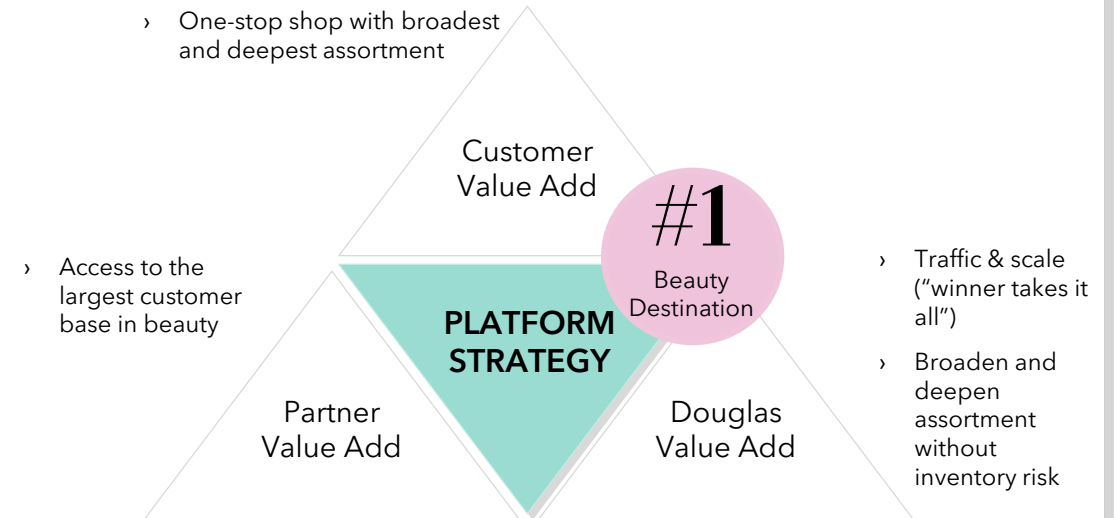 › One-stop shop with broadest
and deepest assortment
Customer
Value Add
#1
Beauty
Destination
› Access to the
largest customer
base in beauty
PLATFORM
STRATEGY
Partner
Value Add
Douglas
Value Add
› Traffic & scale
(“winner takes it
all”)
› Broaden and
deepen
assortment
without
inventory risk